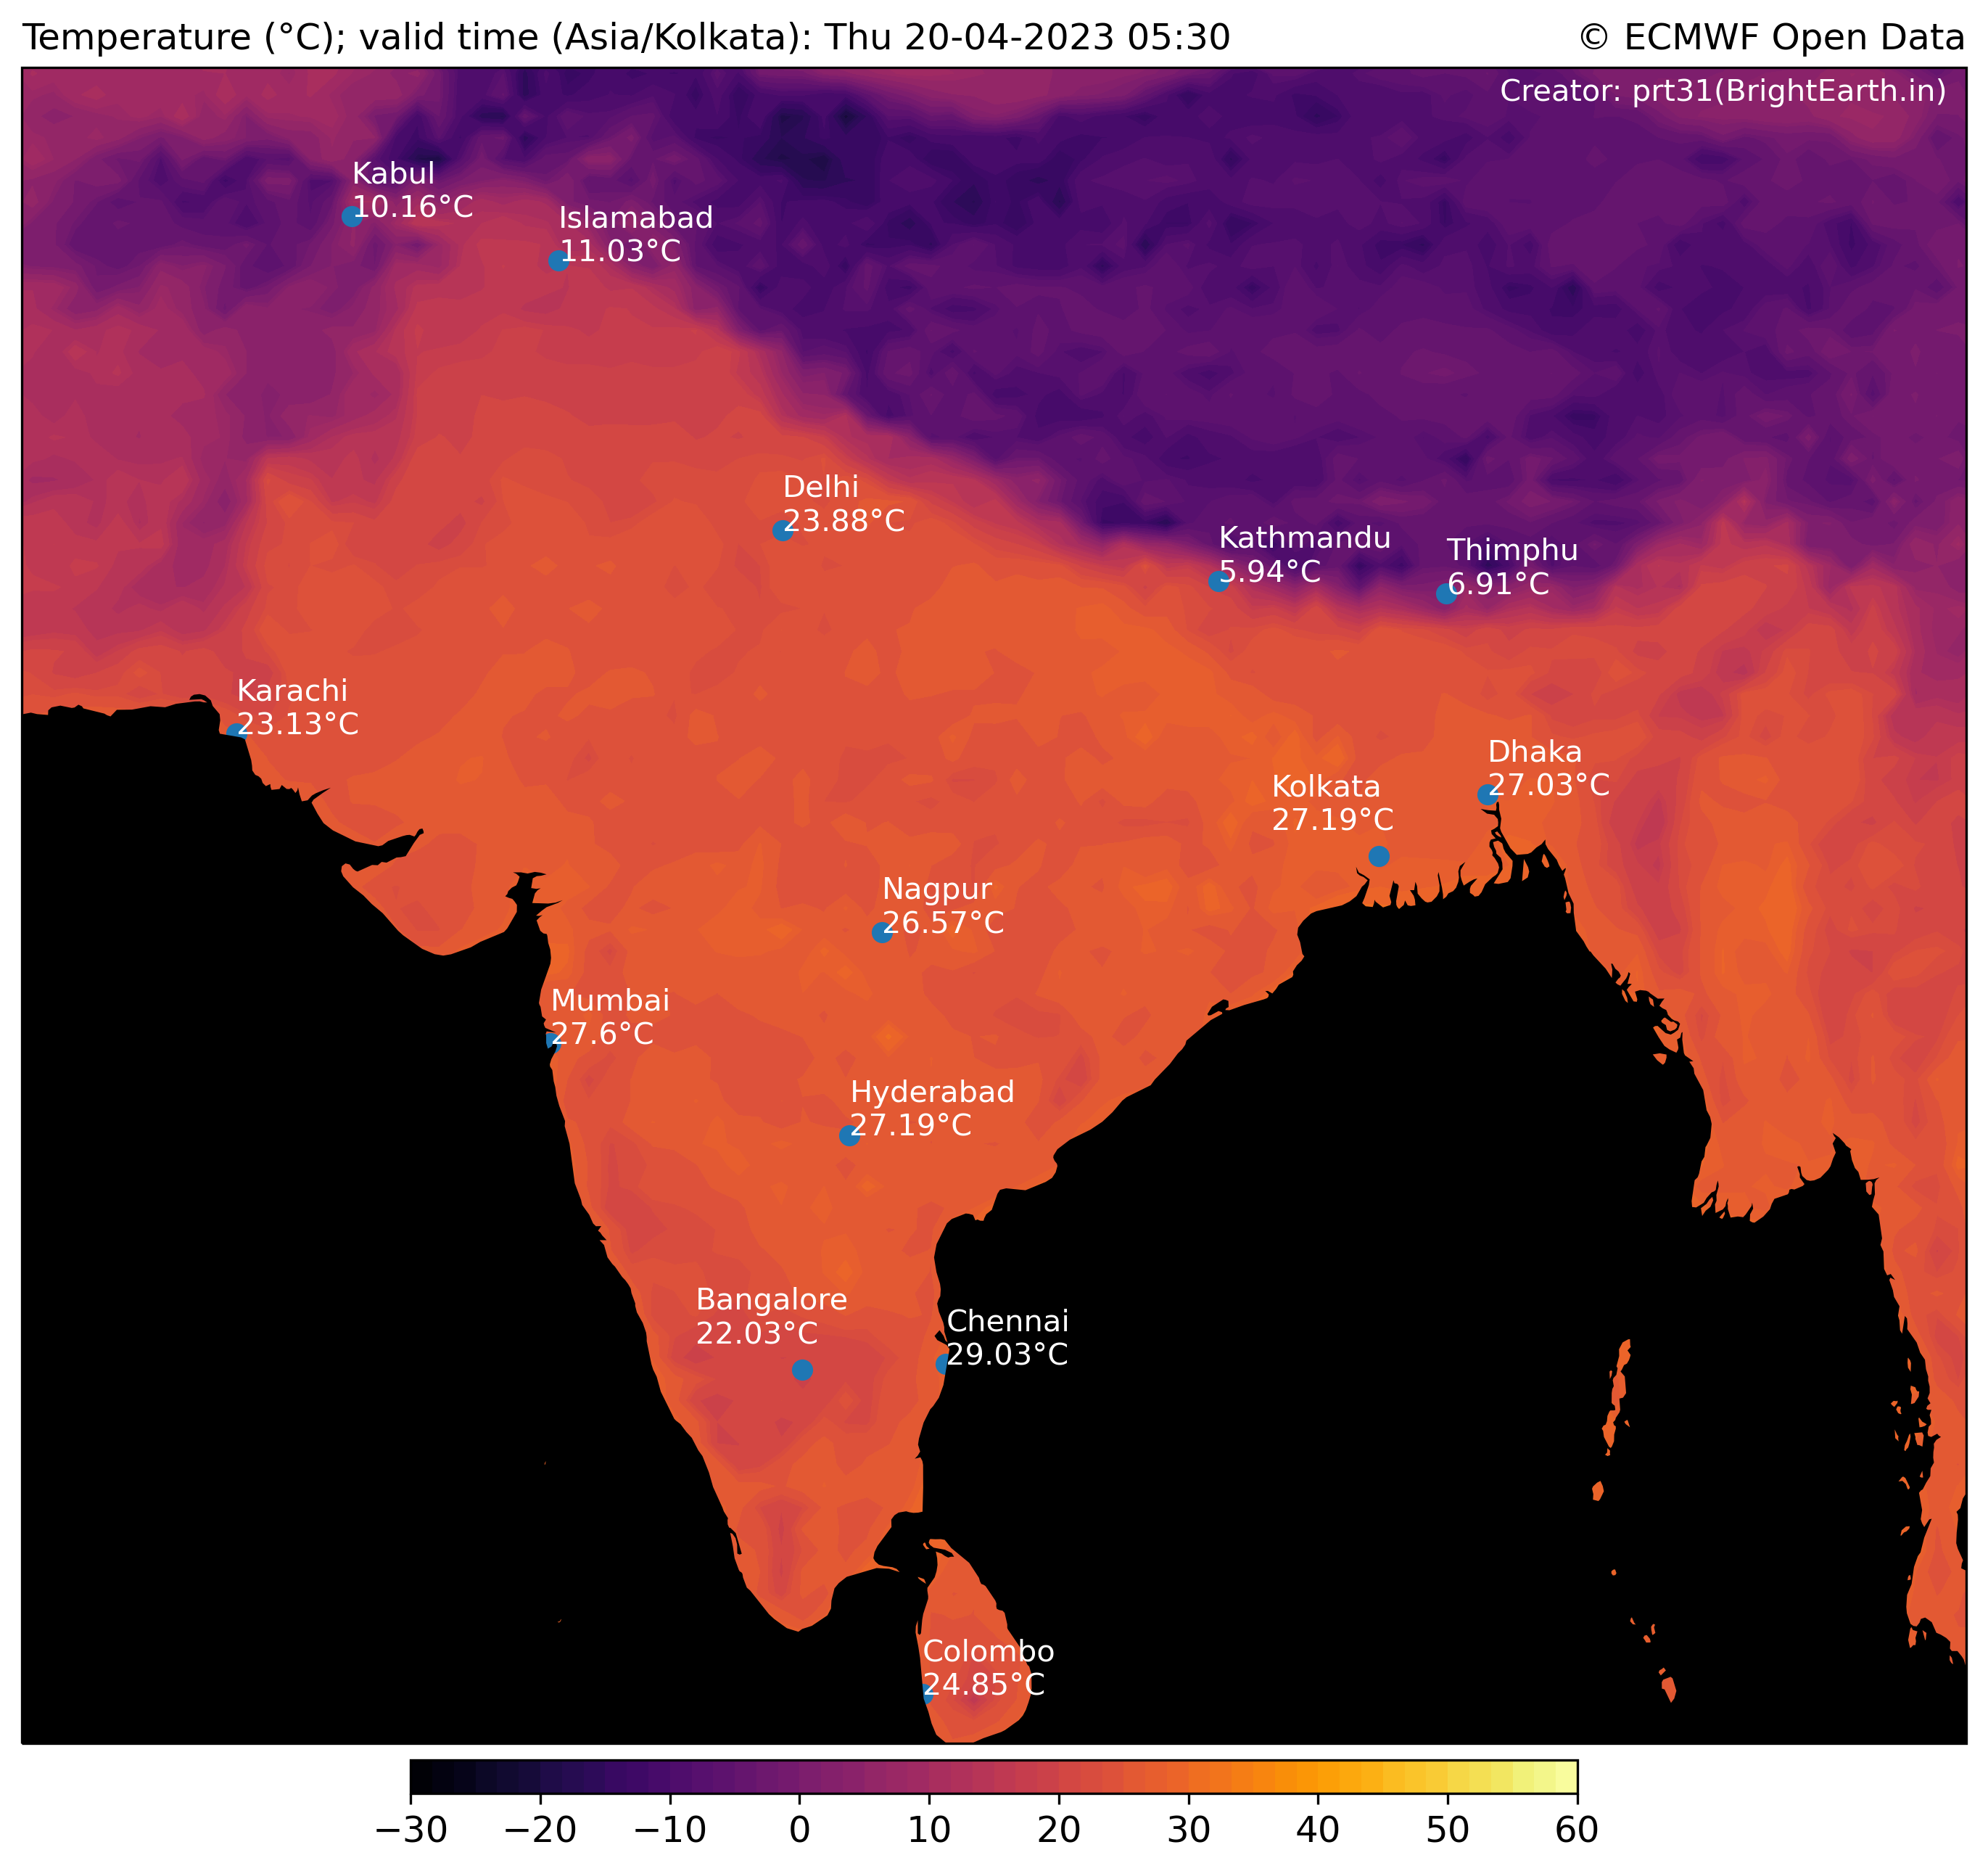 Temperature (°C); valid time (Asia/Kolkata): Thu 20-04-2023 05:30
© ECMWF Open Data
Creator: prt31(BrightEarth.in)
Kabul
10.16°C
Islamabad
11.03°C
Delhi
23.88°C
Kathmandu
5.94°C
Thimphu
6.91°C
Karachi
23.13°C
Dhaka
27.03°C
Kolkata
27.19°C
Nagpur
26.57°C
Mumbai
27.6°C
Hyderabad
27.19°C
Bangalore
22.03°C
Chennai
29.03°C
Colombo
24.85°C
−30 −20 −10 0 10 20 30 40 50 60